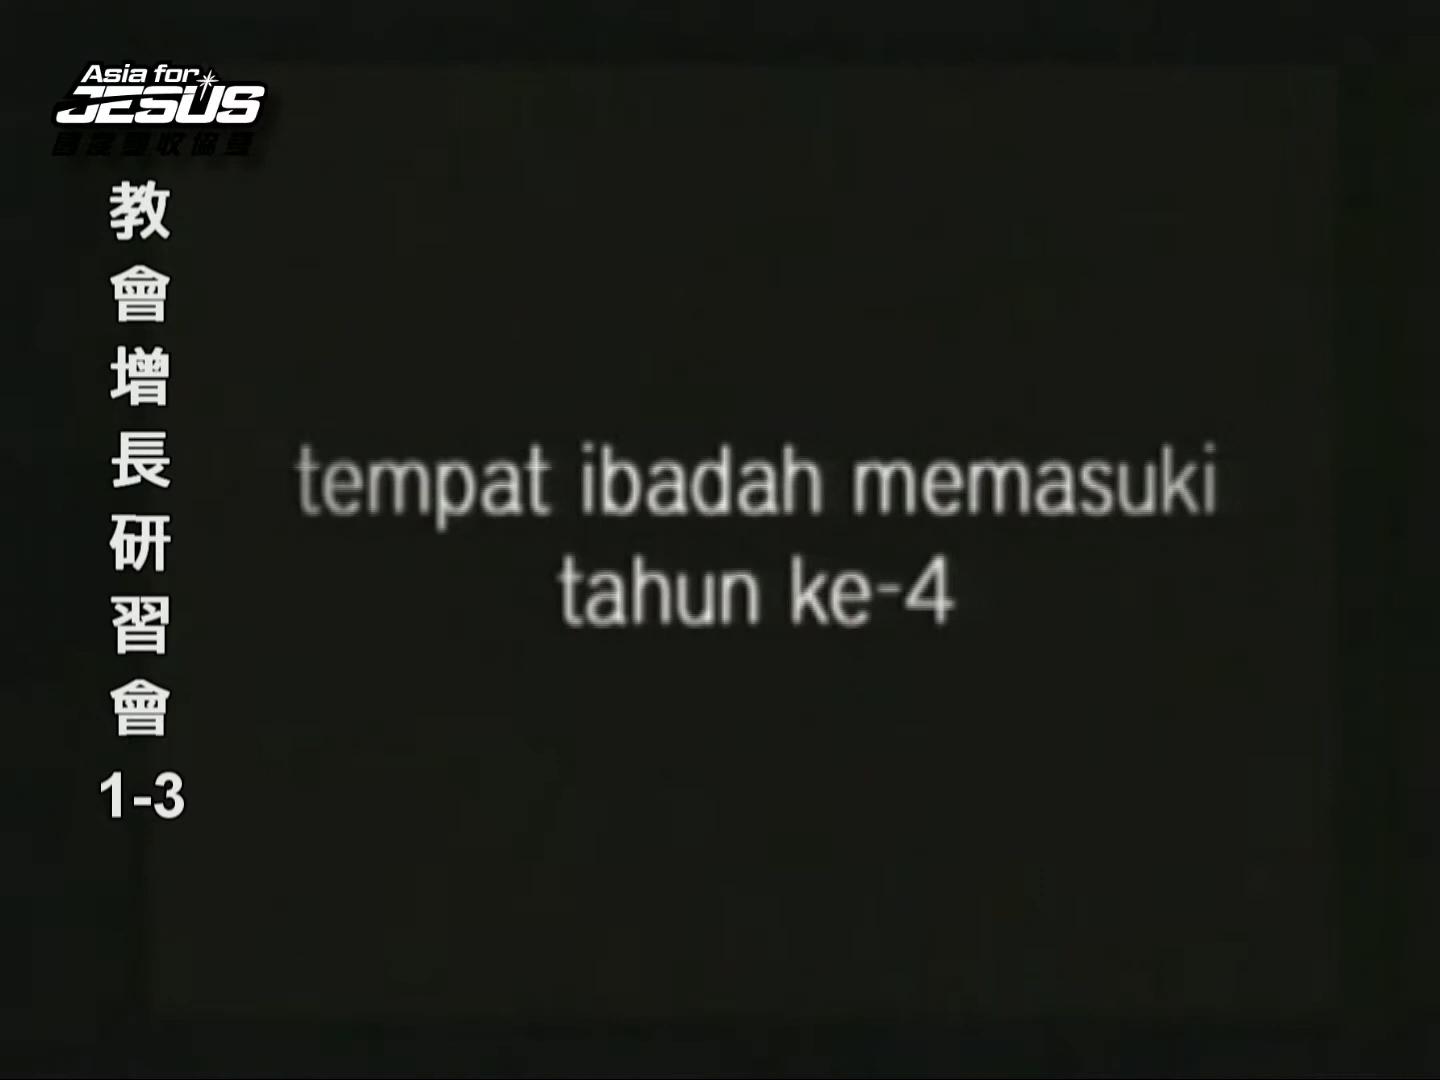 Asia for
JESUS
教會增長研習會
1-3
tempat ibadah memasuki
tahun ke-4